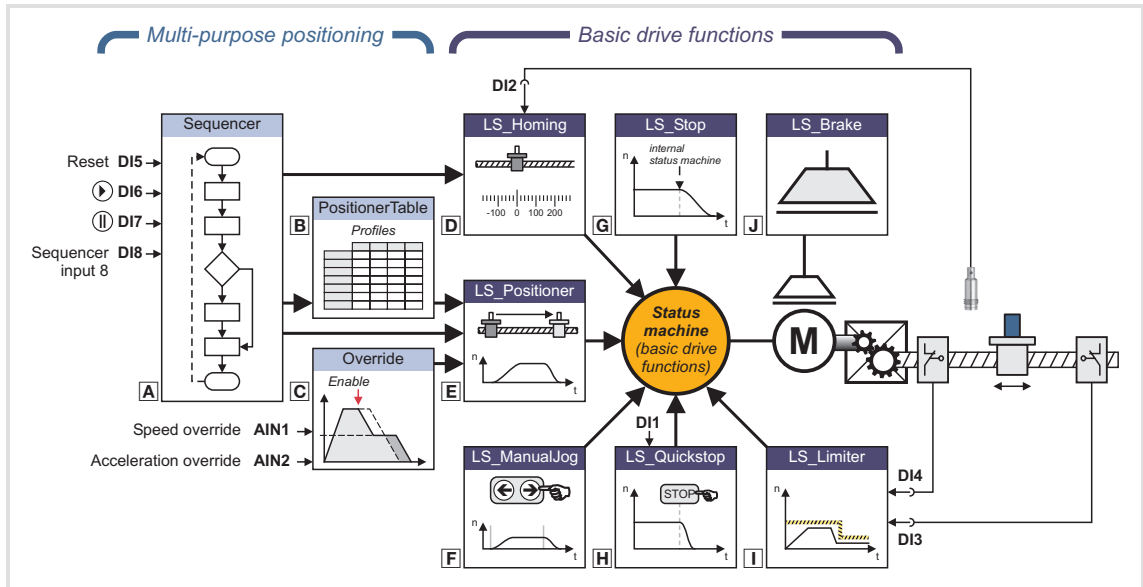 Multi-purpose positioning
Basic drive functions
DI2
Sequencer
LS_Homing
LS_Stop
LS_Brake
Reset DI5
DI6
DI7
Sequencer DI8
input 8
A
B
PositionerTable
Profiles
-100 0 100 200
D
n
internal
status machine
t
G
J
LS_Positioner
E
Status
machine
(basic drive
functions)
M
Override
Enable
C
Speed override AIN1
Acceleration override AIN2
DI1
LS_ManualJog
n
t
F
LS_Quickstop
n
STOP
t
H
LS_Limiter
n
t
I
DI4
DI3